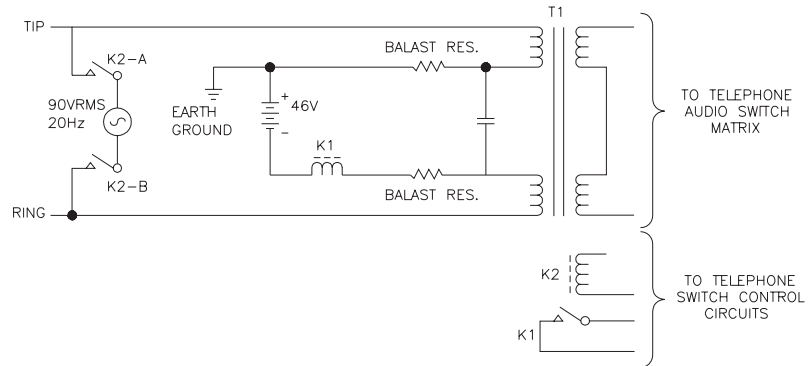 TIP
T1
K2-A
BALAST RES.
90VRMS
20Hz
EARTH
GROUND
+
46V
-
K1
K2-B
BALAST RES.
RING
TO TELEPHONE
AUDIO SWITCH
MATRIX
K2
K1
TO TELEPHONE
SWITCH CONTROL
CIRCUITS